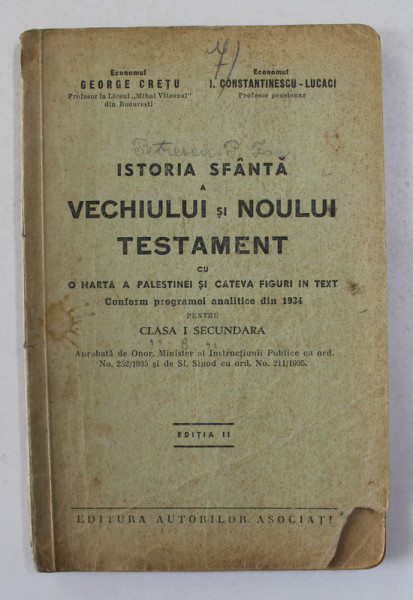 Economul
GEORGE CREȚU
Profesor la Liceul „Mihai Viteazul"
din București
Economul
I. CONSTANTINESCU-LUCACI
Profesor pensionar
7
Petrescu P.
ISTORIA SFÂNTĂ
A
VECHIULUI ȘI NOULUI
TESTAMENT
CU
O HARTĂ A PALESTINEI ȘI CÂTEVA FIGURI IN TEXT
Conform programei analitice din 1934
PENTRU
CLASA I SECUNDARA
B
Aprobată de Onor. Minister al Instrucțiunii Publice cu ord.
No. 252/1935 și de Sf. Sinod cu ord. No. 211/1935.
EDIȚIA II
EDITURA AUTORILOR ASOCIAȚI